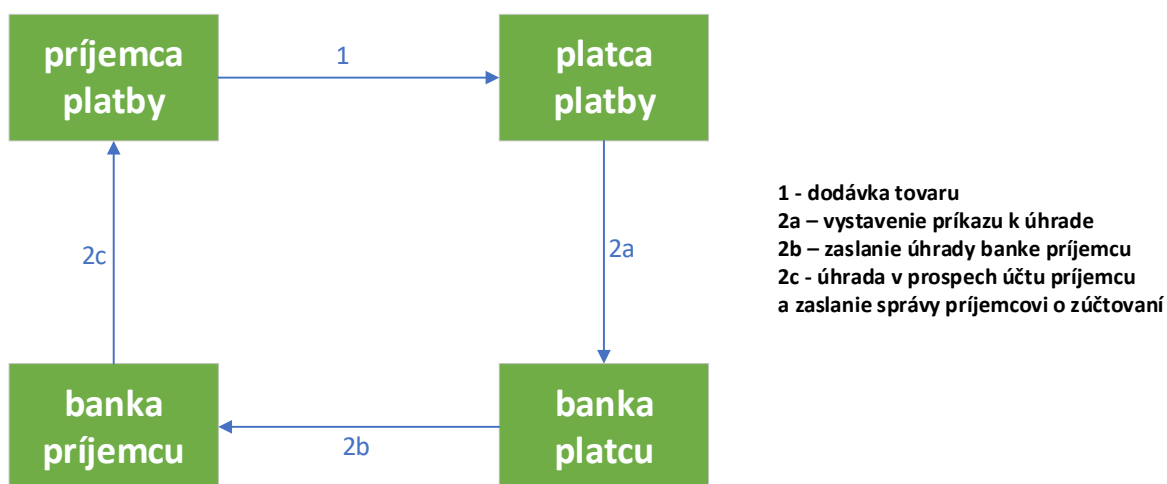 príjemca
platby
1
platca
platby
1 - dodávka tovaru
2a – vystavenie príkazu k úhrade
2b – zaslanie úhrady banke príjemcu
2c - úhrada v prospech účtu príjemcu
a zaslanie správy príjemcovi o zúčtovaní
2c
2a
banka
príjemcu
2b
banka
platcu